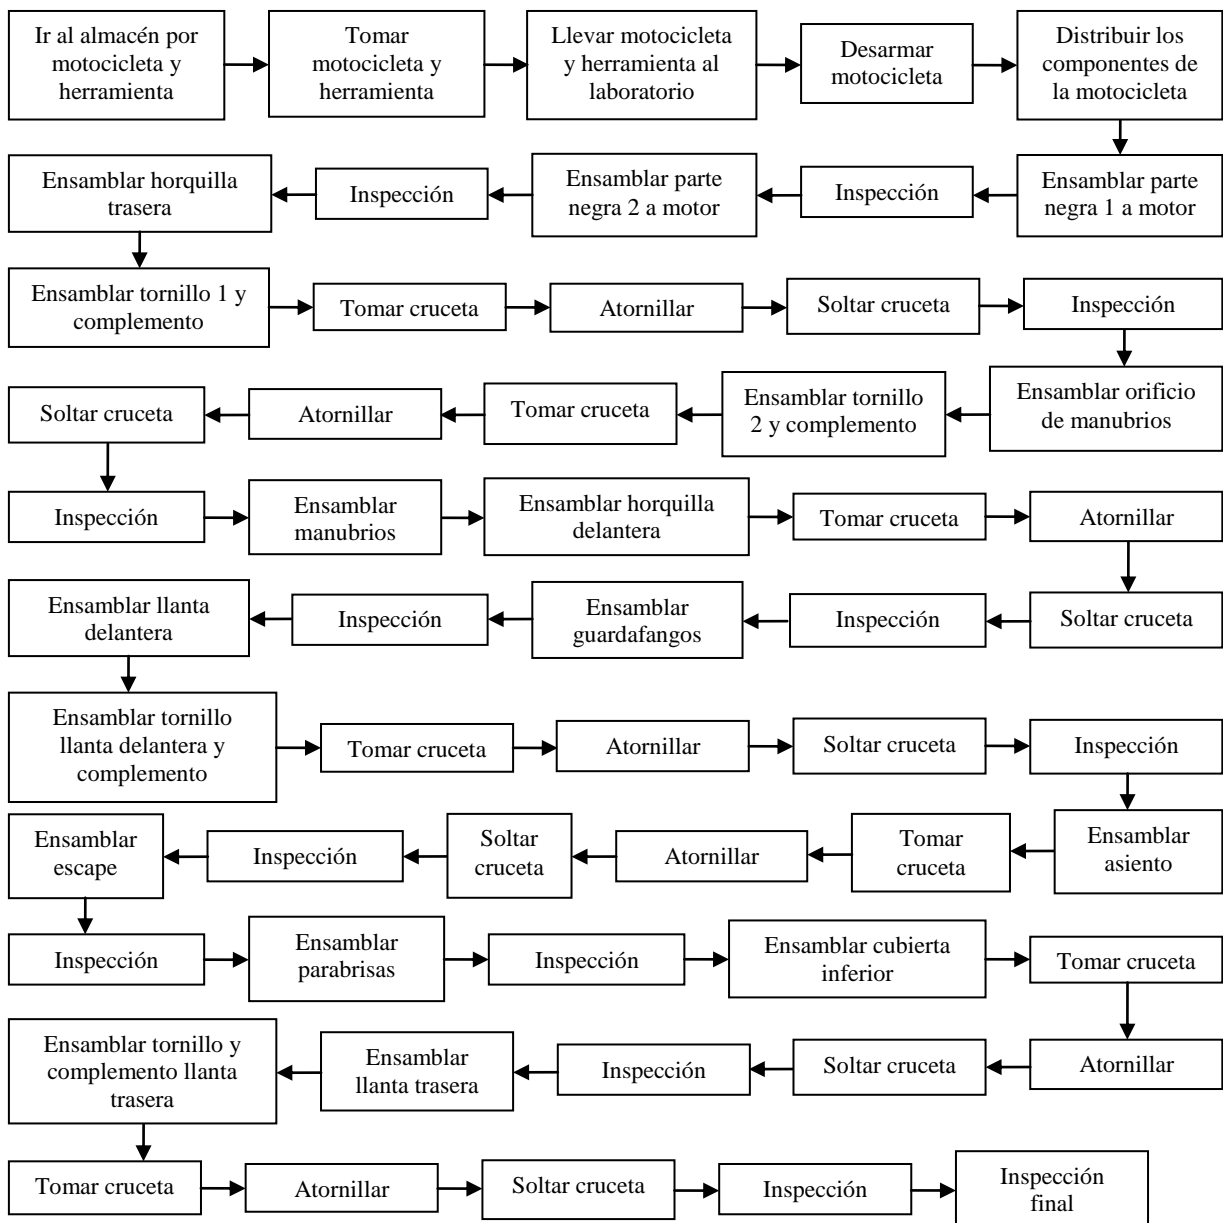 Ir al almacén por
motocicleta y
herramienta
Tomar
motocicleta y
herramienta
Llevar motocicleta
y herramienta al
laboratorio
Desarmar
motocicleta
Distribuir los
componentes de
la motocicleta
Ensamblar parte
negra 1 a motor
Inspección
Ensamblar parte
negra 2 a motor
Inspección
Ensamblar horquilla
trasera
Ensamblar tornillo 1 y
complemento
Tomar cruceta
Atornillar
Soltar cruceta
Inspección
Ensamblar orificio
de manubrios
Ensamblar tornillo
2 y complemento
Tomar cruceta
Atornillar
Soltar cruceta
Inspección
Ensamblar
manubrios
Ensamblar horquilla
delantera
Tomar cruceta
Atornillar
Soltar cruceta
Inspección
Ensamblar
guardafangos
Inspección
Ensamblar llanta
delantera
Ensamblar tornillo
llanta delantera y
complemento
Tomar cruceta
Atornillar
Soltar cruceta
Inspección
Ensamblar
asiento
Tomar
cruceta
Atornillar
Soltar
cruceta
Inspección
Ensamblar
escape
Inspección
Ensamblar
parabrisas
Inspección
Ensamblar cubierta
inferior
Tomar cruceta
Atornillar
Soltar cruceta
Inspección
Ensamblar
llanta trasera
Ensamblar tornillo y
complemento llanta
trasera
Tomar cruceta
Atornillar
Soltar cruceta
Inspección
Inspección
final